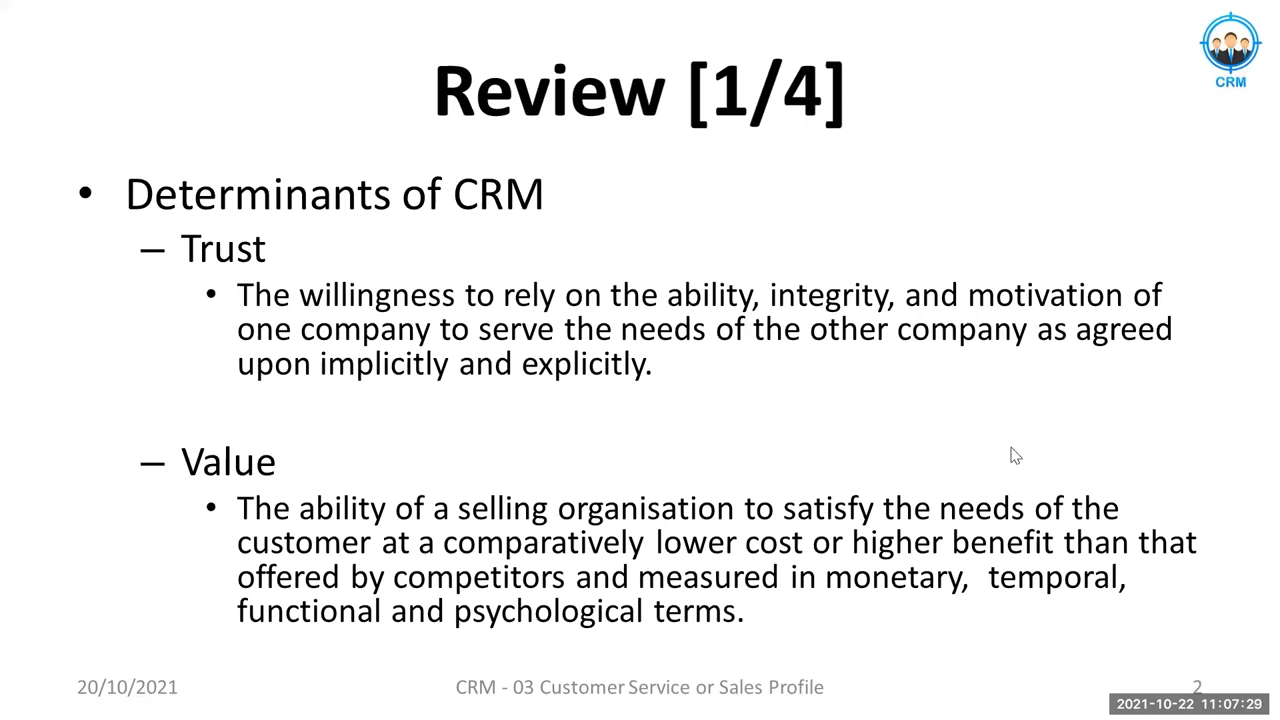 CRM
Review [1/4]
• Determinants of CRM
– Trust
• The willingness to rely on the ability, integrity, and motivation of
one company to serve the needs of the other company as agreed
upon implicitly and explicitly.
– Value
• The ability of a selling organisation to satisfy the needs of the
customer at a comparatively lower cost or higher benefit than that
offered by competitors and measured in monetary, temporal,
functional and psychological terms.
20/10/2021
CRM - 03 Customer Service or Sales Profile
2
2021-10-22 11:07:29